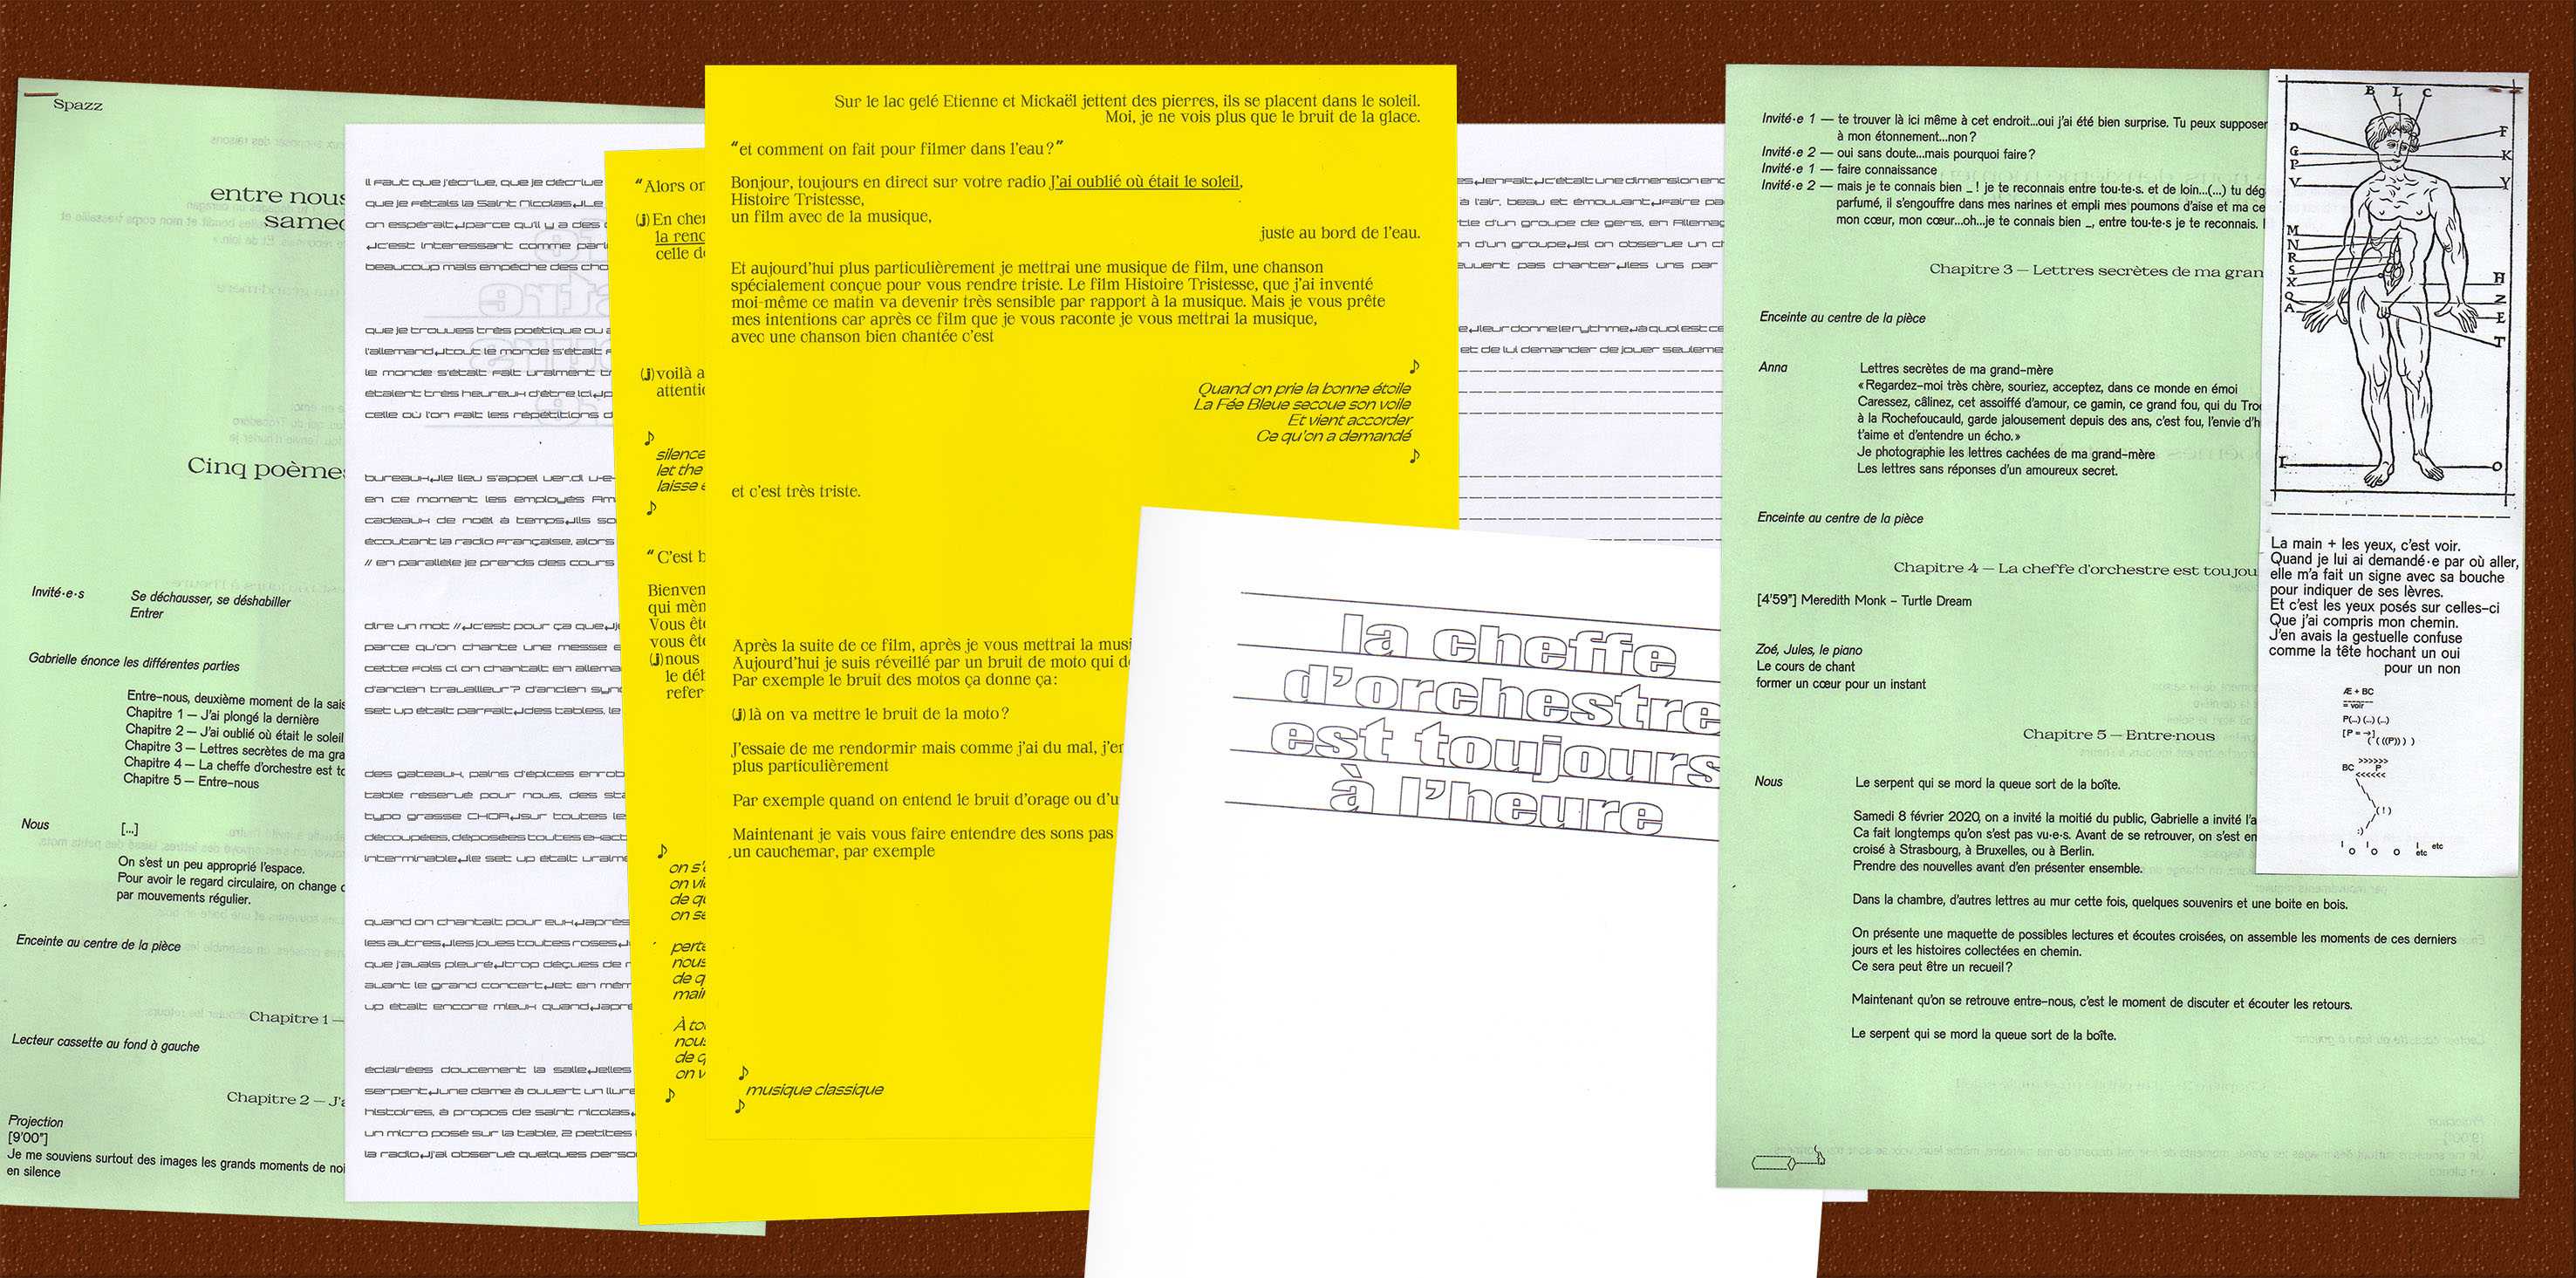 Spazz
entre nous
samed
Cinq poèmes
Invité·e·s Se déchausser, se déshabiller
Entrer
Gabrielle énonce les différentes parties
Entre-nous, deuxième moment de la sais
Chapitre 1 — J'ai plongé la dernière
Chapitre 2 — J'ai oublié où était le soleil
Chapitre 3 — Lettres secrètes de ma gra
Chapitre 4 — La cheffe d'orchestre est to
Chapitre 5 — Entre-nous
Nous [...]
On s'est un peu approprié l'espace.
Pour avoir le regard circulaire, on change d
par mouvements régulier.
Enceinte au centre de la pièce
Chapitre 1 —
Lecteur cassette au fond à gauche
Chapitre 2 — J'a
Projection
[9'00"]
Je me souviens surtout des images les grands moments de noi
en silence
il faut que j'écrive, que je décrive
que je fêtais la Saint Nicolas↲Le
on espérait↲parce qu'il y a des
↲c'est interessant comme parl
beaucoup mais empêche des cho
que je trouves très poétique ou a
l'allemand↲tout le monde s'était f
le monde s'était fait vraiment tr
étaient très heureux d'être ici↲p
celle où l'on fait les répétitions d
bureaux↲le lieu s'appel ver.di v-e-
en ce moment les employés Am
cadeaux de noël à temps↲ils so
écoutant la radio française, alors
// en parallèle je prends des cours
dire un mot //↲c'est pour ça que↲j
parce qu'on chante une messe e
cette fois ci on chantait en allema
d'ancien travailleur? d'ancien syn
set up était parfait↲des tables, le
des gateaux, pains d'épices enrob
table réservé pour nous, des sta
typo grasse CHOR↲sur toutes le
découpées, déposées toutes exact
interminable↲le set up était vraime
quand on chantait pour eux↲après
les autres↲les joues toutes roses↲
que j'avais pleuré↲trop déçues de r
avant le grand concert↲et en mêm
up était encore mieux quand↲apré
éclairées doucement la salle↲elles
serpent↲une dame à ouvert un livre
histoires, à propos de saint nicolas↲
un micro posé sur la table, 2 petites
la radio↲j'ai observé quelques perso
"Alors on
(J) En cher
la renc
celle de
(J) voilà a
attentio
♪
silence
let the
laisse e
♪
"C'est b
Bienven
qui mèn
Vous ête
vous ête
(J) nous
le déb
refer
♪
on s'a
on vie
de qu
on se
perte
nous
de q
main
À tou
nous
de q
on v
♪
Sur le lac gelé Etienne et Mickaël jettent des pierres, ils se placent dans le soleil.
Moi, je ne vois plus que le bruit de la glace.
"et comment on fait pour filmer dans l'eau?"
Bonjour, toujours en direct sur votre radio J'ai oublié où était le soleil,
Histoire Tristesse,
un film avec de la musique,
juste au bord de l'eau.
Et aujourd'hui plus particulièrement je mettrai une musique de film, une chanson
spécialement conçue pour vous rendre triste. Le film Histoire Tristesse, que j'ai inventé
moi-même ce matin va devenir très sensible par rapport à la musique. Mais je vous prête
mes intentions car après ce film que je vous raconte je vous mettrai la musique,
avec une chanson bien chantée c'est
♪
Quand on prie la bonne étoile
La Fée Bleue secoue son voile
Et vient accorder
Ce qu'on a demandé
♪
et c'est très triste.
Après la suite de ce film, après je vous mettrai la musi
Aujourd'hui je suis réveillé par un bruit de moto qui d
Par exemple le bruit des motos ça donne ça:
(J) là on va mettre le bruit de la moto?
J'essaie de me rendormir mais comme j'ai du mal, j'er
plus particulièrement
Par exemple quand on entend le bruit d'orage ou d'u
Maintenant je vais vous faire entendre des sons pas
un cauchemar, par exemple
♪
musique classique
♪
es↲enfait↲c'était une dimension enc
à l'air, beau et émouvant↲faire pa
tie d'un groupe de gens, en Allemag
n d'un groupe↲si on observe un ch
euvent pas chanter↲les uns par
e↲leur donne le rythme↲à quoi est ce
et de lui demander de jouer seuleme
la cheffe
d'orchestre
est toujours
à l'heure
Invité·e 1 — te trouver là ici même à cet endroit...oui j'ai été bien surprise. Tu peux supposer
à mon étonnement...non?
Invité·e 2 — oui sans doute...mais pourquoi faire?
Invité·e 1 — faire connaissance
Invité·e 2 — mais je te connais bien _ ! je te reconnais entre tou·te·s. et de loin...(...) tu dég
parfumé, il s'engouffre dans mes narines et empli mes poumons d'aise et ma ce
mon cœur, mon cœur...oh...je te connais bien _, entre tou·te·s je te reconnais.
Chapitre 3 — Lettres secrètes de ma gran
Enceinte au centre de la pièce
Anna Lettres secrètes de ma grand-mère
«Regardez-moi très chère, souriez, acceptez, dans ce monde en émoi
Caressez, câlinez, cet assoiffé d'amour, ce gamin, ce grand fou, qui du Troc
à la Rochefoucauld, garde jalousement depuis des ans, c'est fou, l'envie d'h
t'aime et d'entendre un écho.»
Je photographie les lettres cachées de ma grand-mère
Les lettres sans réponses d'un amoureux secret.
Enceinte au centre de la pièce
Chapitre 4 — La cheffe d'orchestre est toujou
[4'59"] Meredith Monk – Turtle Dream
Zoé, Jules, le piano
Le cours de chant
former un cœur pour un instant
Chapitre 5 — Entre-nous
Nous Le serpent qui se mord la queue sort de la boîte.
Samedi 8 février 2020, on a invité la moitié du public, Gabrielle a invité l'a
Ca fait longtemps qu'on s'est pas vu·e·s. Avant de se retrouver, on s'est en
croisé à Strasbourg, à Bruxelles, ou à Berlin.
Prendre des nouvelles avant d'en présenter ensemble.
Dans la chambre, d'autres lettres au mur cette fois, quelques souvenirs et une boite en bois.
On présente une maquette de possibles lectures et écoutes croisées, on assemble les moments de ces derniers
jours et les histoires collectées en chemin.
Ce sera peut être un recueil?
Maintenant qu'on se retrouve entre-nous, c'est le moment de discuter et écouter les retours.
Le serpent qui se mord la queue sort de la boîte.
B L C
D F
G K
P
V Y
M
N
R
S
X
Q
A
H
Z
E
T
I O
La main + les yeux, c'est voir.
Quand je lui ai demandé·e par où aller,
elle m'a fait un signe avec sa bouche
pour indiquer de ses lèvres.
Et c'est les yeux posés sur celles-ci
Que j'ai compris mon chemin.
J'en avais la gestuelle confuse
comme la tête hochant un oui
pour un non
Æ + BC
= voir
P(...) (...) (...)
[P = →]
( ( ((P)) ) )
>>>>>>
BC P
<<<<<<
(!)
:)
I o I o o I etc etc